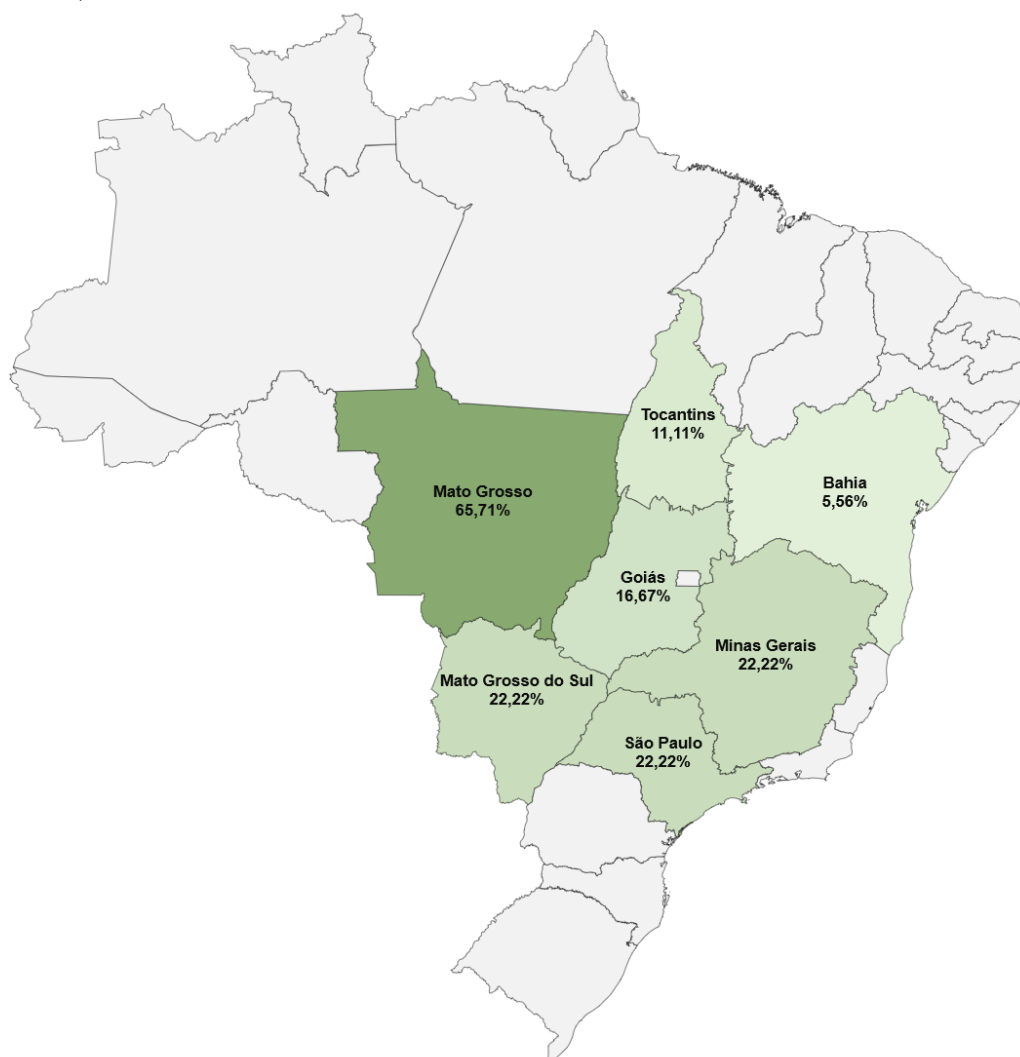 Tocantins
11,11%
Bahia
5,56%
Mato Grosso
65,71%
Goiás
16,67%
Minas Gerais
22,22%
Mato Grosso do Sul
22,22%
São Paulo
22,22%